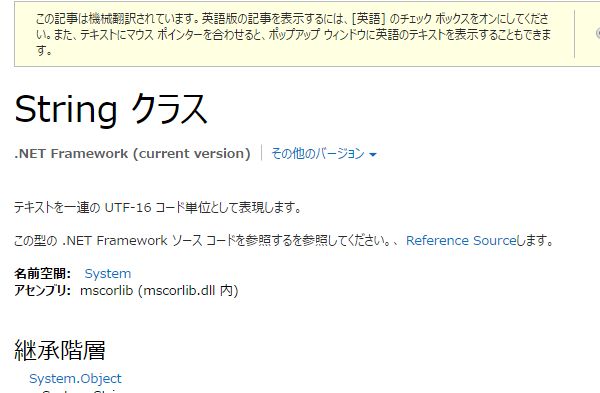 この記事は機械翻訳されています。英語版の記事を表示するには、[英語] のチェック ボックスをオンにしてくださ
い。また、テキストにマウス ポインターを合わせると、ポップアップ ウィンドウに英語のテキストを表示することもできま
す。
String クラス
.NET Framework (current version) その他のバージョン
テキストを一連の UTF-16 コード単位として表現します。
この型の .NET Framework ソース コードを参照するを参照してください。、 Reference Sourceします。
名前空間: System
アセンブリ: mscorlib (mscorlib.dll 内)
継承階層
System.Object